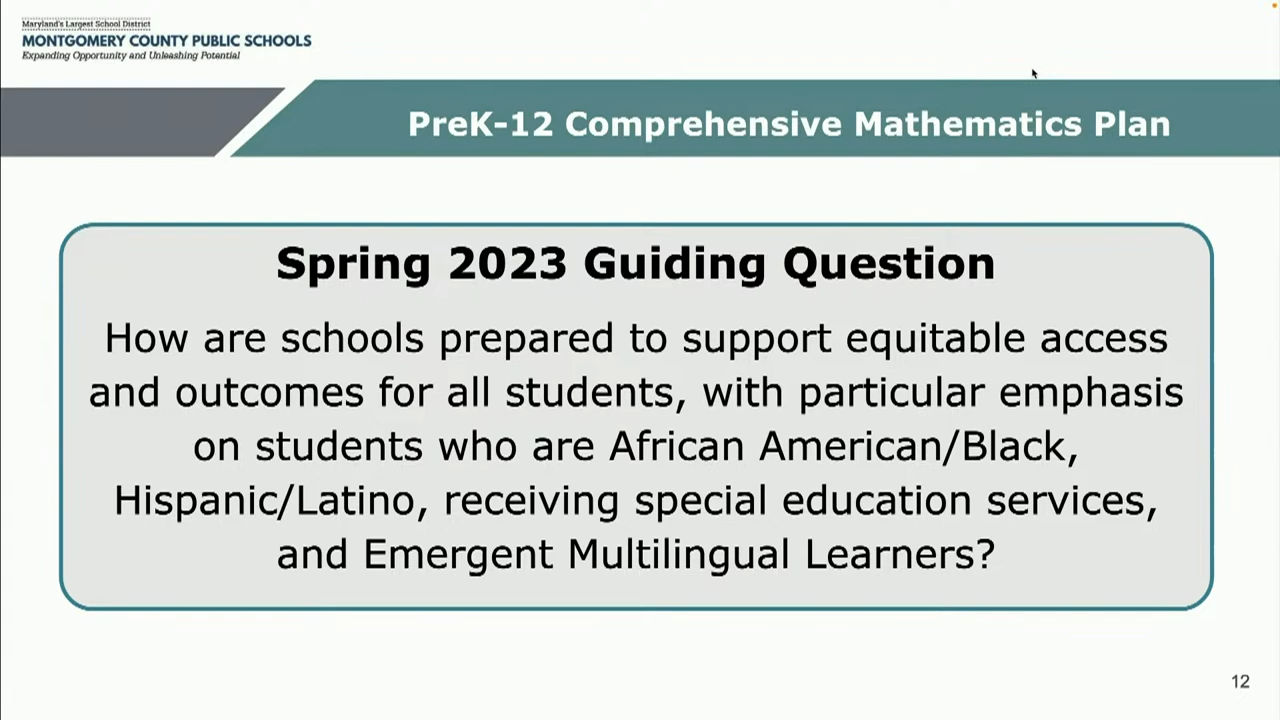 Maryland's Largest School District
MONTGOMERY COUNTY PUBLIC SCHOOLS
Expanding Opportunity and Unleashing Potential
PreK-12 Comprehensive Mathematics Plan
Spring 2023 Guiding Question
How are schools prepared to support equitable access
and outcomes for all students, with particular emphasis
on students who are African American/Black,
Hispanic/Latino, receiving special education services,
and Emergent Multilingual Learners?
12